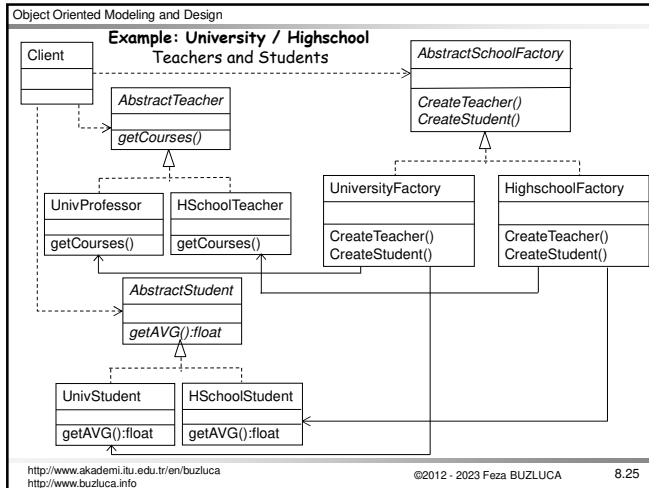 Object Oriented Modeling and Design
Example: University / Highschool
Teachers and Students
Client
AbstractSchoolFactory
CreateTeacher()
CreateStudent()
AbstractTeacher
getCourses()
UnivProfessor
getCourses()
HSchoolTeacher
getCourses()
UniversityFactory
CreateTeacher()
CreateStudent()
HighschoolFactory
CreateTeacher()
CreateStudent()
AbstractStudent
getAVG():float
UnivStudent
getAVG():float
HSchoolStudent
getAVG():float
http://www.akademi.itu.edu.tr/en/buzluca
http://www.buzluca.info
©2012 - 2023 Feza BUZLUCA
8.25